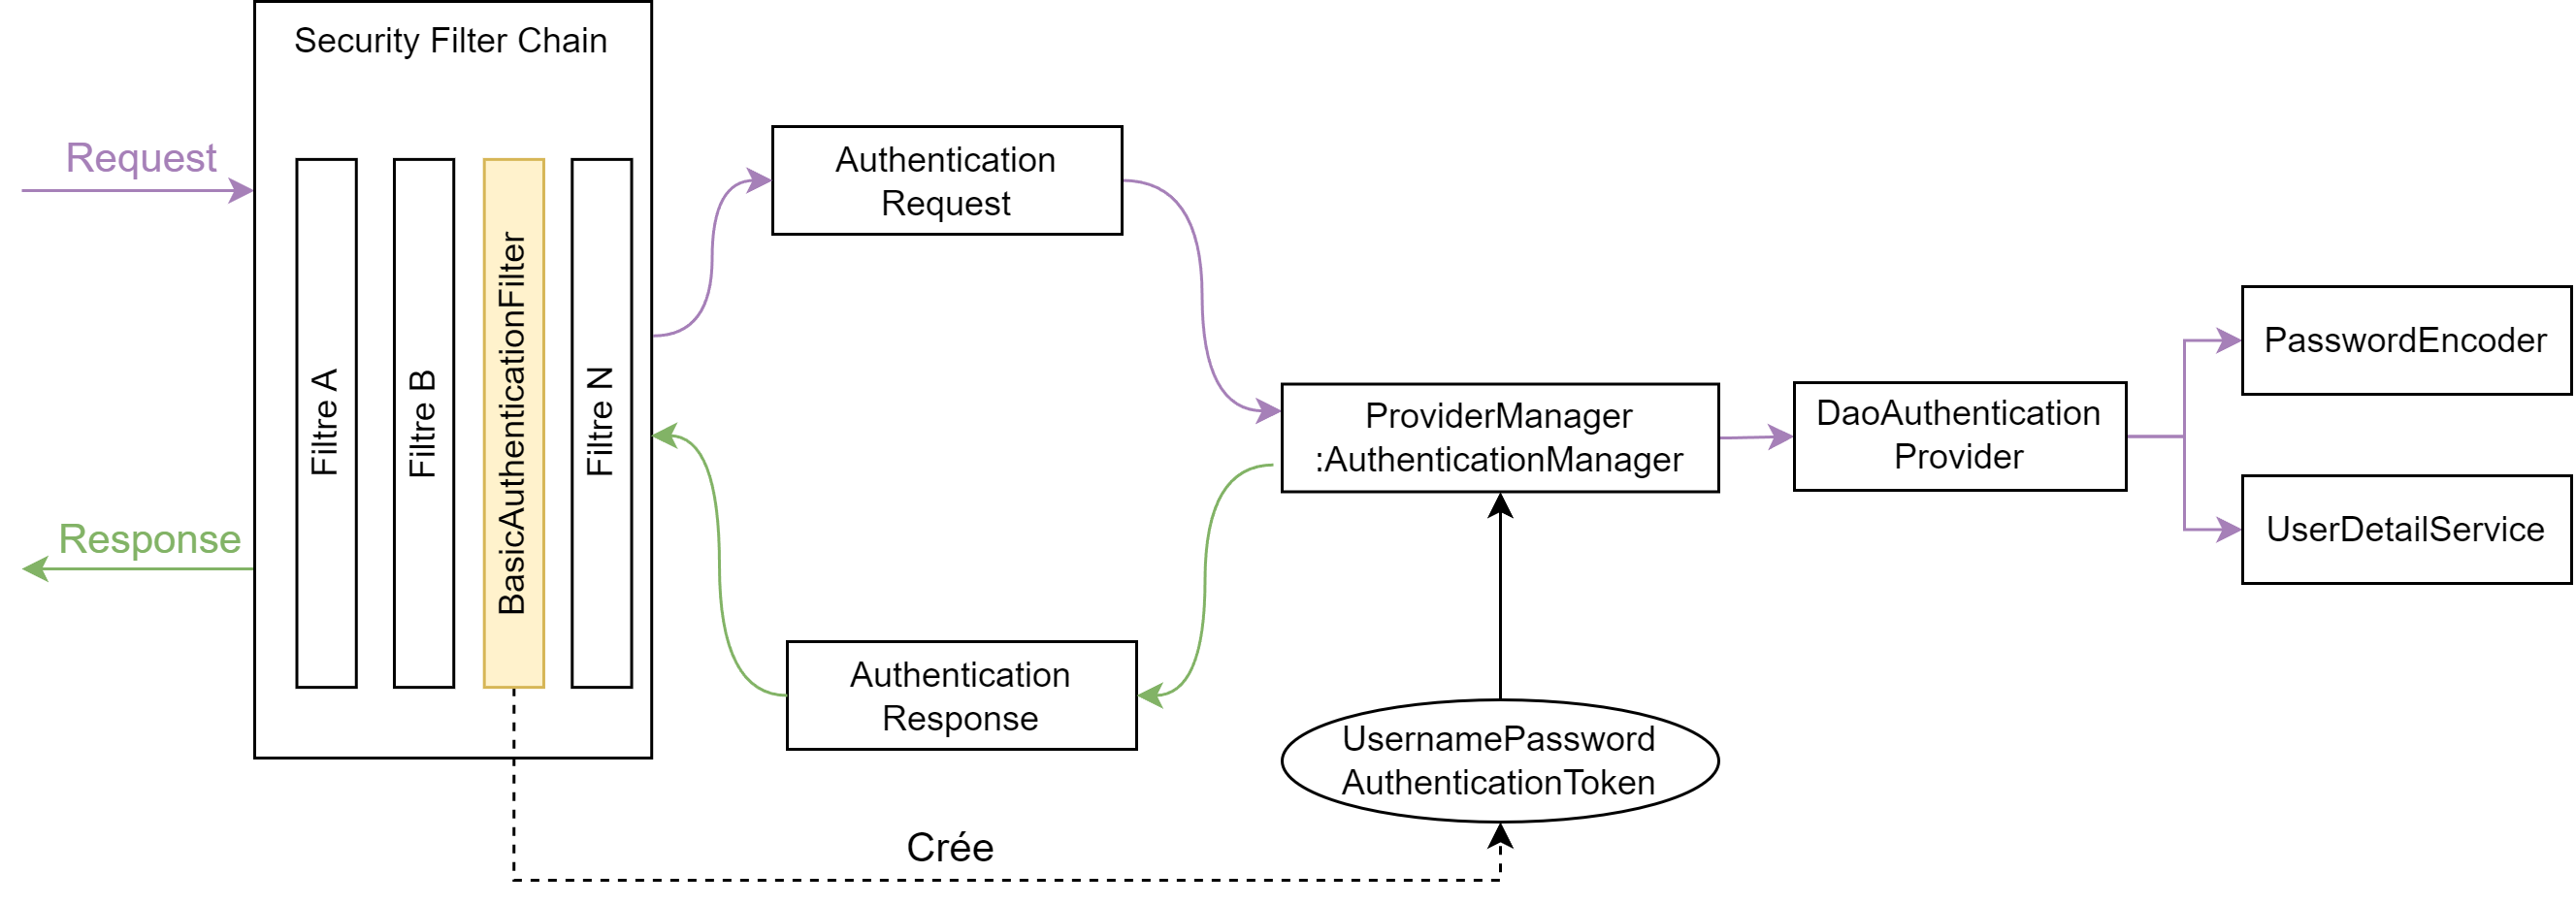 Security Filter Chain
Request
Response
Filtre A
Filtre B
BasicAuthenticationFilter
Filtre N
Authentication
Request
Authentication
Response
ProviderManager
:AuthenticationManager
DaoAuthentication
Provider
PasswordEncoder
UserDetailService
UsernamePassword
AuthenticationToken
Crée